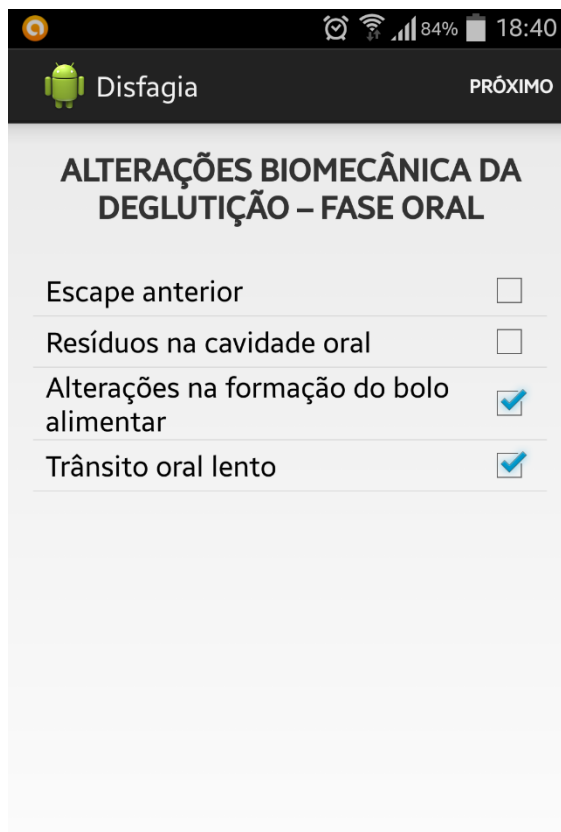 84% 18:40
Disfagia PRÓXIMO
ALTERAÇÕES BIOMECÂNICA DA
DEGLUTIÇÃO – FASE ORAL
Escape anterior
Resíduos na cavidade oral
Alterações na formação do bolo
alimentar
Trânsito oral lento